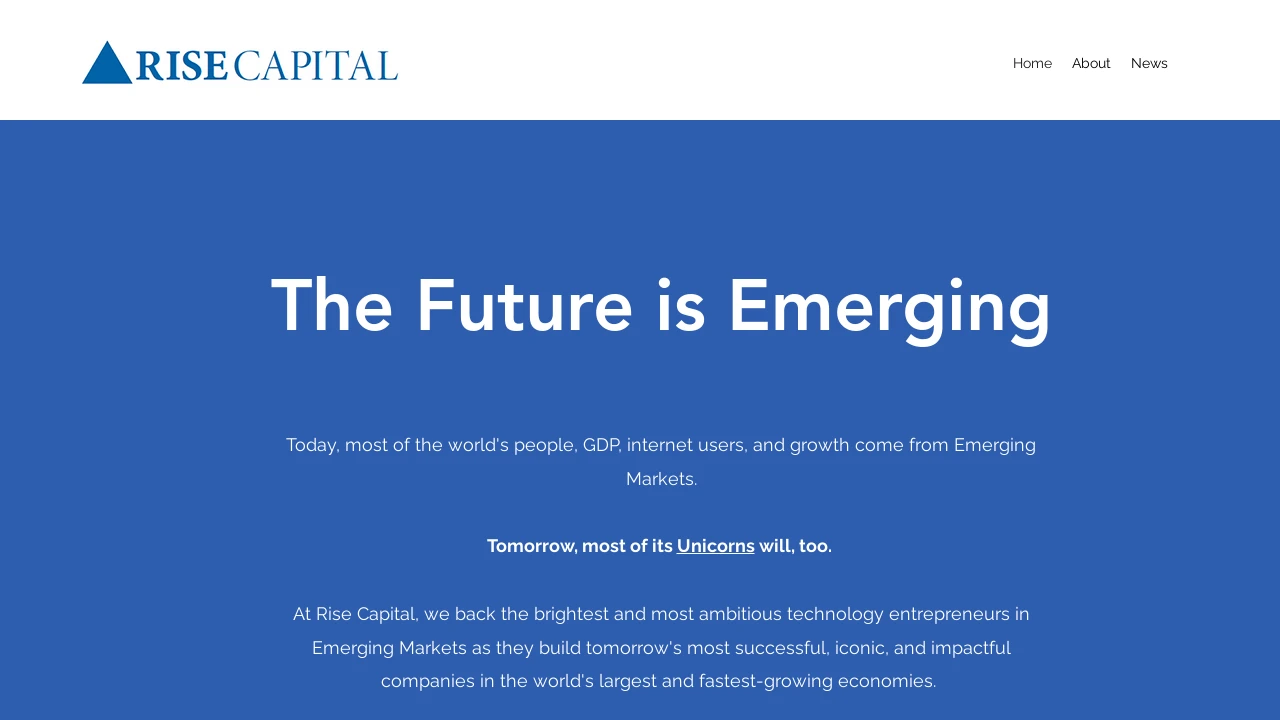 RISE CAPITAL
Home About News
The Future is Emerging
Today, most of the world's people, GDP, internet users, and growth come from Emerging
Markets.
Tomorrow, most of its Unicorns will, too.
At Rise Capital, we back the brightest and most ambitious technology entrepreneurs in
Emerging Markets as they build tomorrow's most successful, iconic, and impactful
companies in the world's largest and fastest-growing economies.